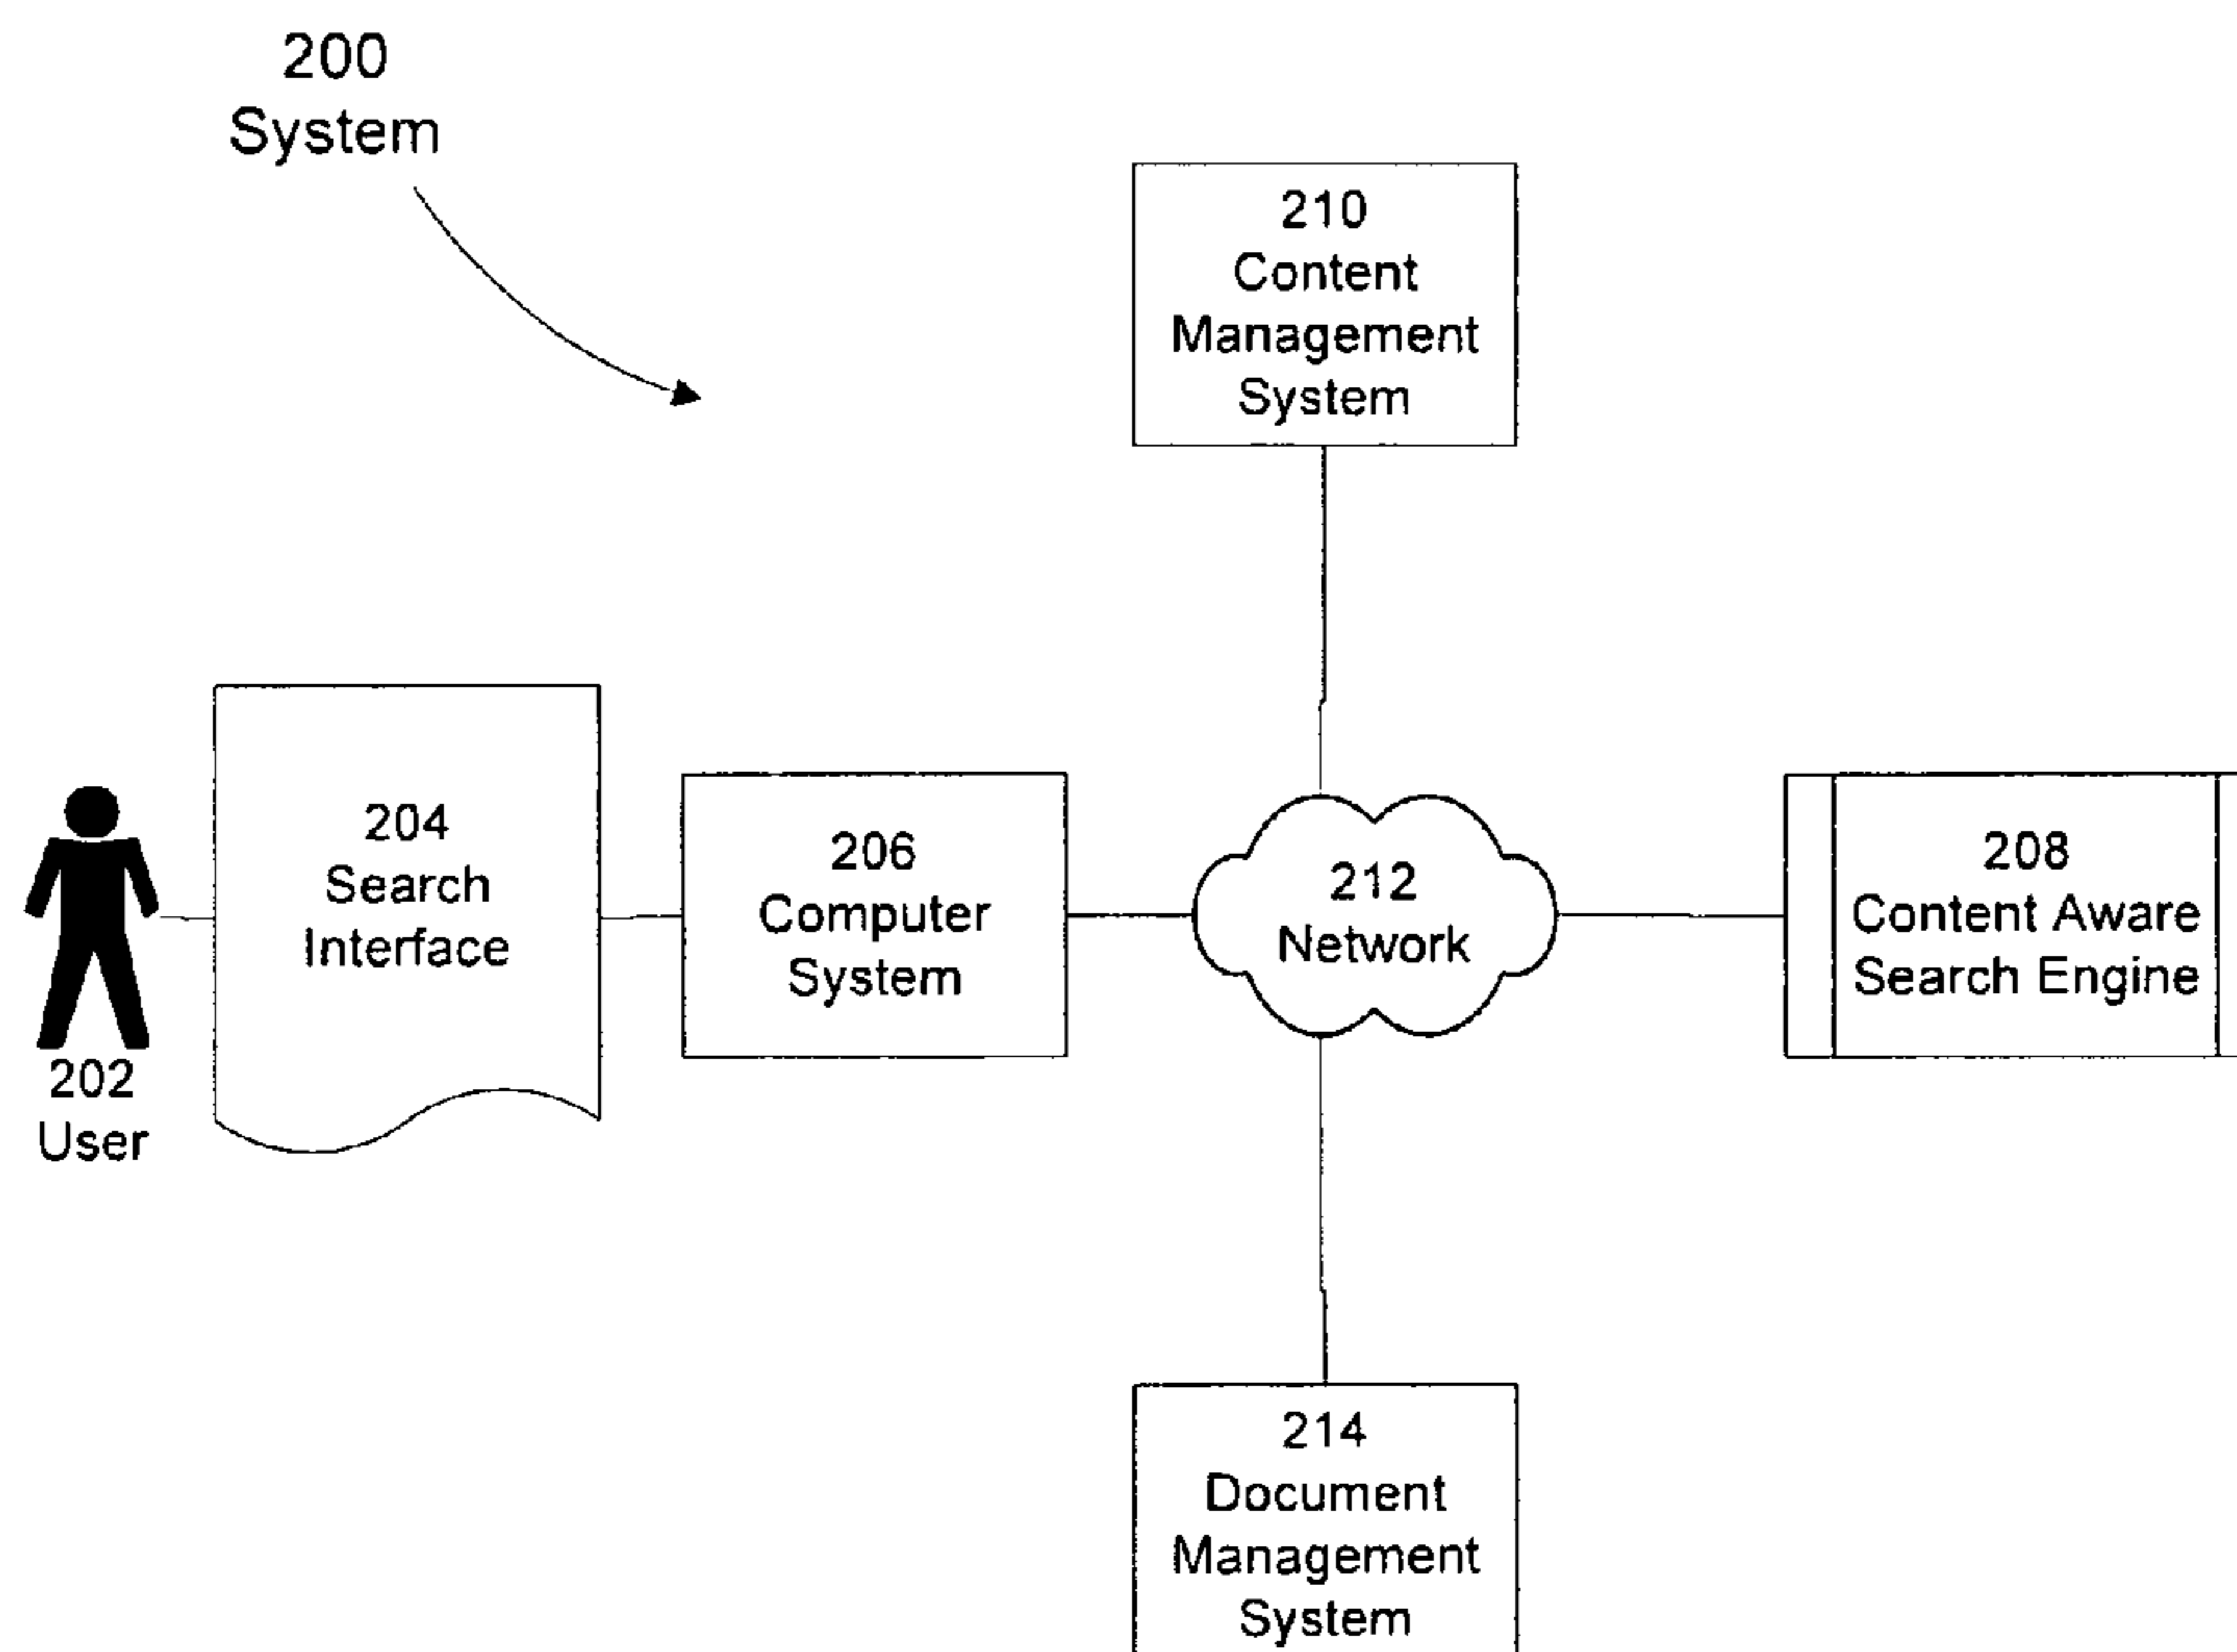 200
System
210
Content
Management
System
204
Search
Interface
206
Computer
System
212
Network
208
Content Aware
Search Engine
202
User
214
Document
Management
System